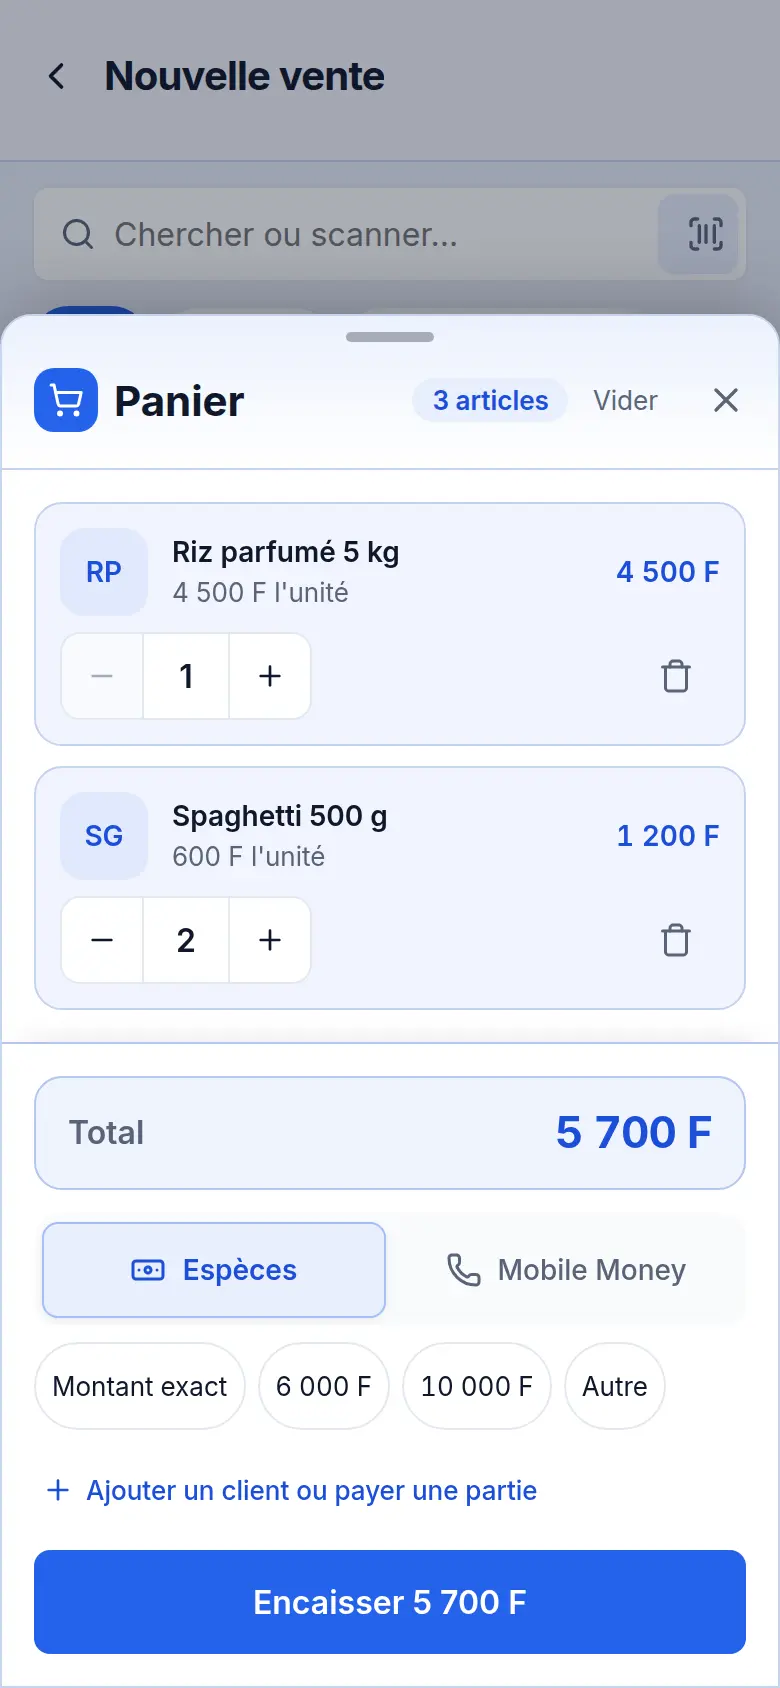 Nouvelle vente
Chercher ou scanner...
Panier
3 articles
Vider
RP
Riz parfumé 5 kg
4 500 F l'unité
4 500 F
1
SG
Spaghetti 500 g
600 F l'unité
1 200 F
2
Total
5 700 F
Espèces
Mobile Money
Montant exact
6 000 F
10 000 F
Autre
Ajouter un client ou payer une partie
Encaisser 5 700 F